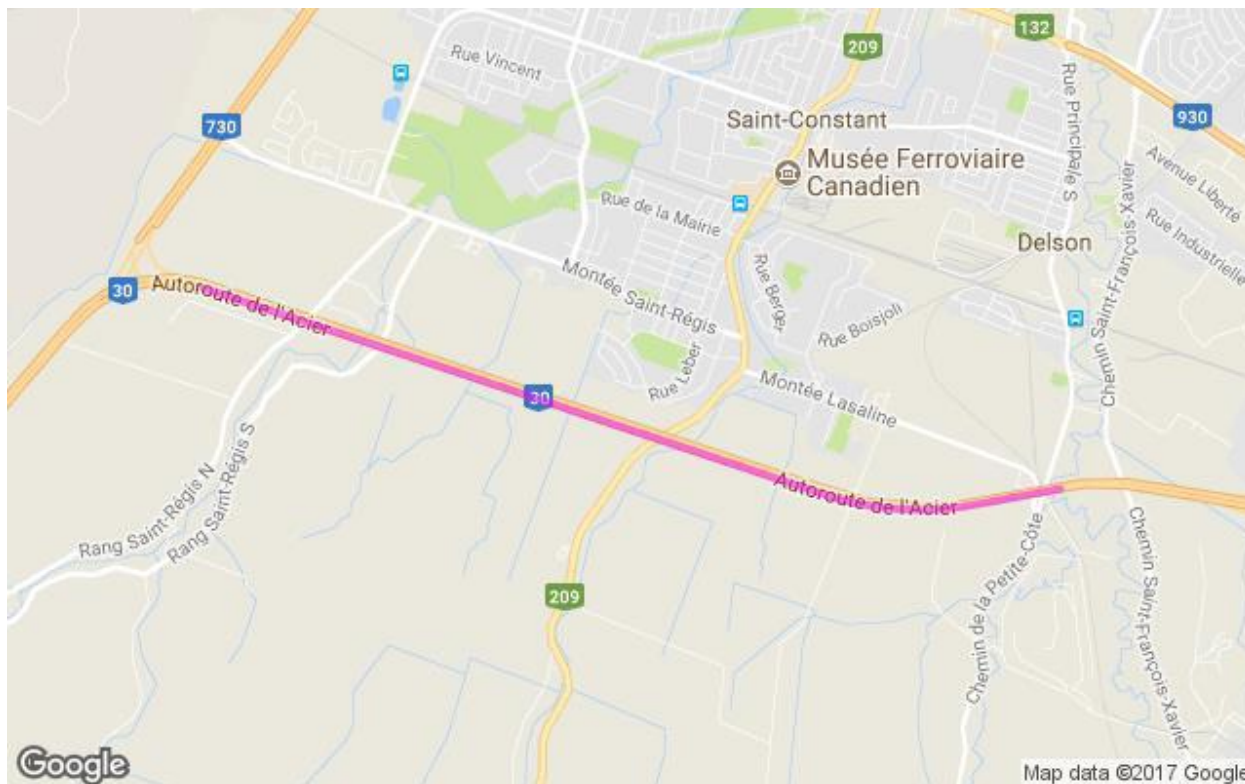 132
209
Rue Vincent
730
Saint-Constant
930
Musée Ferroviaire
Canadien
Rue Principale S
Avenue Liberté
Rue Industrielle
Chemin Saint-François-Xavier
Rue de la Mairie
Delson
Rue Berger
Montée Saint-Régis
30
Autoroute de l'Acier
Rue Boisjoli
Rue Leber
30
Montée Lasaline
Autoroute de l'Acier
Rang Saint-Régis N
Rang Saint-Régis S
Chemin de la Petite-Côte
Chemin Saint-François-Xavier
209
Google
Map data ©2017 Google